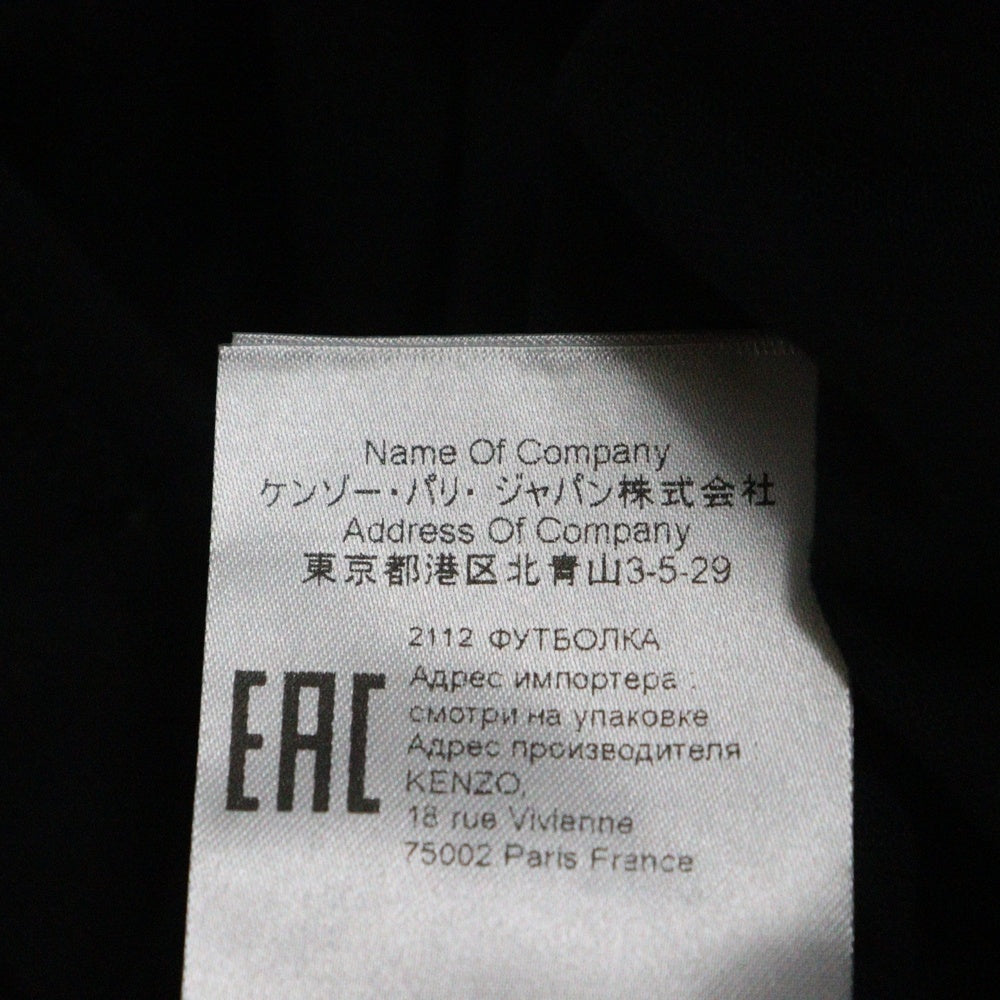 Name Of Company
ケンゾー・パリ・ジャパン株式会社
Address Of Company
東京都港区北青山3-5-29
2112 ФУТБОЛКА
EAC
Адрес импортера :
смотри на упаковке
Адрес производителя :
KENZO,
18 rue Vivienne
75002 Paris France